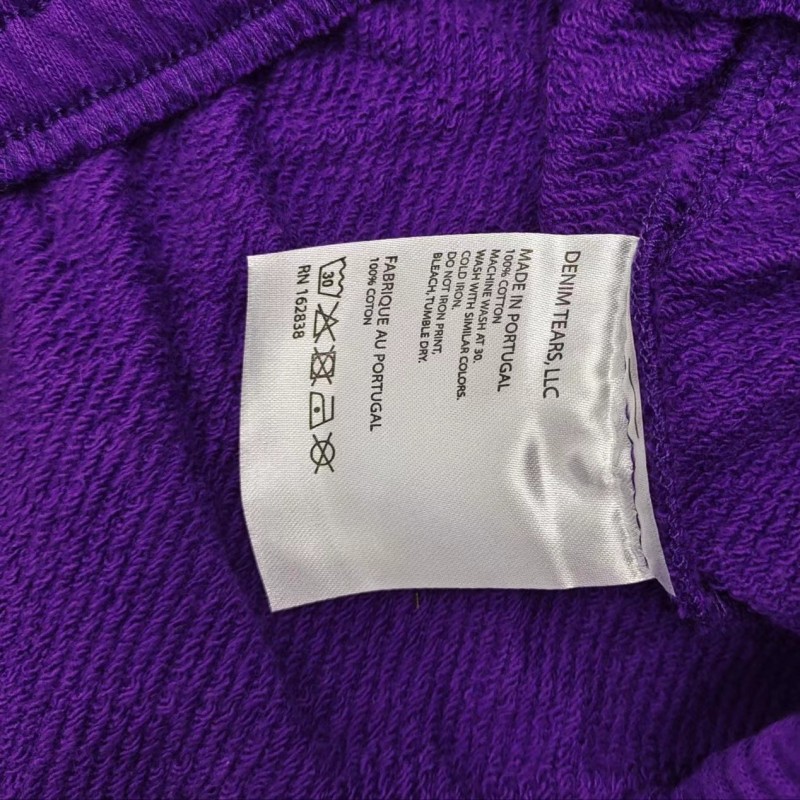 DENIM TEARS, LLC
MADE IN PORTUGAL
100% COTTON
MACHINE WASH AT 30.
WASH WITH SIMILAR COLORS.
COLD IRON.
DO NOT IRON PRINT,
BLEACH, TUMBLE DRY.
FABRIQUE AU PORTUGAL
100% COTON
30
RN 162838